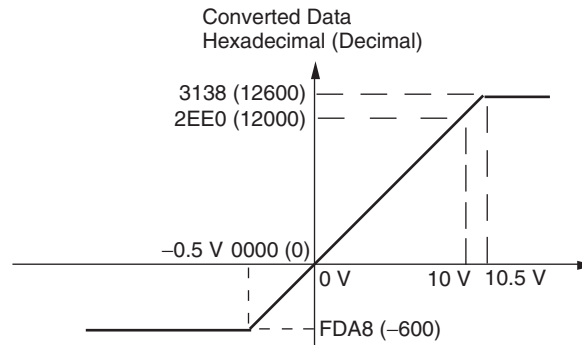 Converted Data
Hexadecimal (Decimal)
3138 (12600)
2EE0 (12000)
−0.5 V 0000 (0)
0 V
10 V
10.5 V
FDA8 (−600)